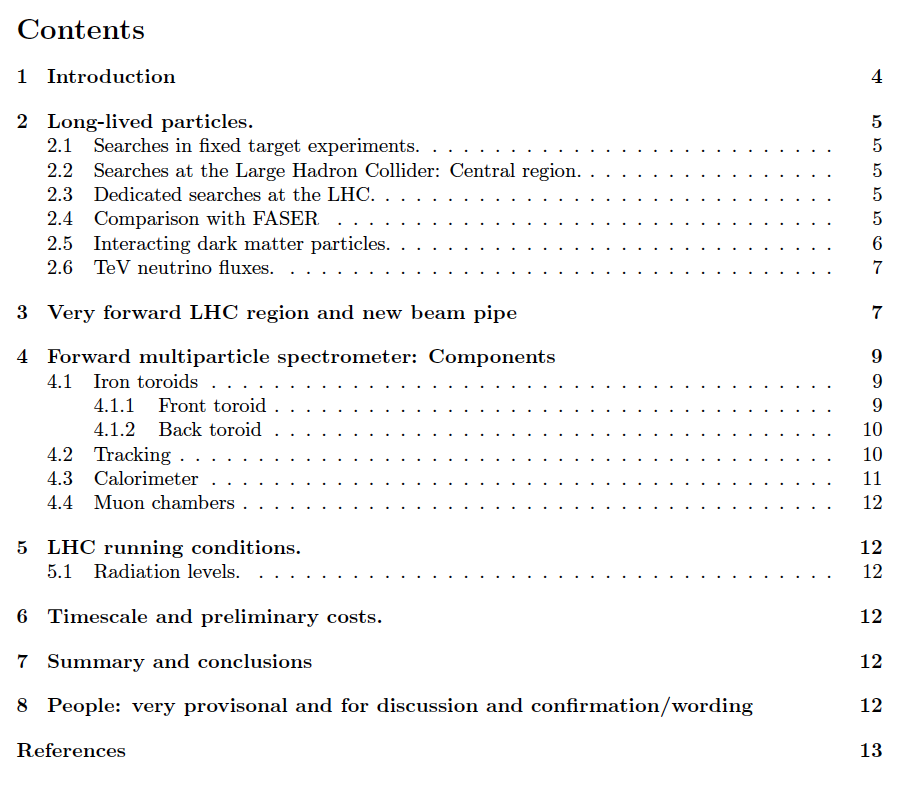 Contents
1 Introduction 4
2 Long-lived particles. 5
2.1 Searches in fixed target experiments. . . . . . . . . . . . . . . . . . . . . . . . . . . 5
2.2 Searches at the Large Hadron Collider: Central region. . . . . . . . . . . . . . . . . 5
2.3 Dedicated searches at the LHC. . . . . . . . . . . . . . . . . . . . . . . . . . . . . . 5
2.4 Comparison with FASER . . . . . . . . . . . . . . . . . . . . . . . . . . . . . . . . 5
2.5 Interacting dark matter particles. . . . . . . . . . . . . . . . . . . . . . . . . . . . . 6
2.6 TeV neutrino fluxes. . . . . . . . . . . . . . . . . . . . . . . . . . . . . . . . . . . . 7
3 Very forward LHC region and new beam pipe 7
4 Forward multiparticle spectrometer: Components 9
4.1 Iron toroids . . . . . . . . . . . . . . . . . . . . . . . . . . . . . . . . . . . . . . . . 9
4.1.1 Front toroid . . . . . . . . . . . . . . . . . . . . . . . . . . . . . . . . . . . . 9
4.1.2 Back toroid . . . . . . . . . . . . . . . . . . . . . . . . . . . . . . . . . . . . 10
4.2 Tracking . . . . . . . . . . . . . . . . . . . . . . . . . . . . . . . . . . . . . . . . . . 10
4.3 Calorimeter . . . . . . . . . . . . . . . . . . . . . . . . . . . . . . . . . . . . . . . . 11
4.4 Muon chambers . . . . . . . . . . . . . . . . . . . . . . . . . . . . . . . . . . . . . . 12
5 LHC running conditions. 12
5.1 Radiation levels. . . . . . . . . . . . . . . . . . . . . . . . . . . . . . . . . . . . . . 12
6 Timescale and preliminary costs. 12
7 Summary and conclusions 12
8 People: very provisonal and for discussion and confirmation/wording 12
References 13